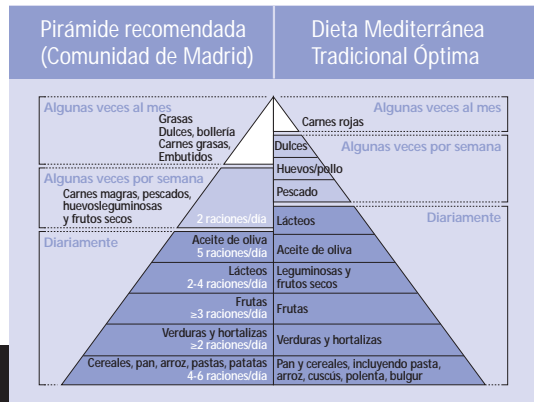 Pirámide recomendada
(Comunidad de Madrid)
Dieta Mediterránea
Tradicional Óptima
Algunas veces al mes
Grasas
Dulces, bollería
Carnes grasas,
Embutidos
Algunas veces por semana
Carnes magras, pescados,
huevosleguminosas
y frutos secos
2 raciones/día
Diariamente
Aceite de oliva
5 raciones/día
Lácteos
2-4 raciones/día
Frutas
≥3 raciones/día
Verduras y hortalizas
≥2 raciones/día
Cereales, pan, arroz, pastas, patatas
4-6 raciones/día
Algunas veces al mes
Carnes rojas
Dulces
Algunas veces por semana
Huevos/pollo
Pescado
Lácteos
Diariamente
Aceite de oliva
Leguminosas y
frutos secos
Frutas
Verduras y hortalizas
Pan y cereales, incluyendo pasta,
arroz, cuscús, polenta, bulgur